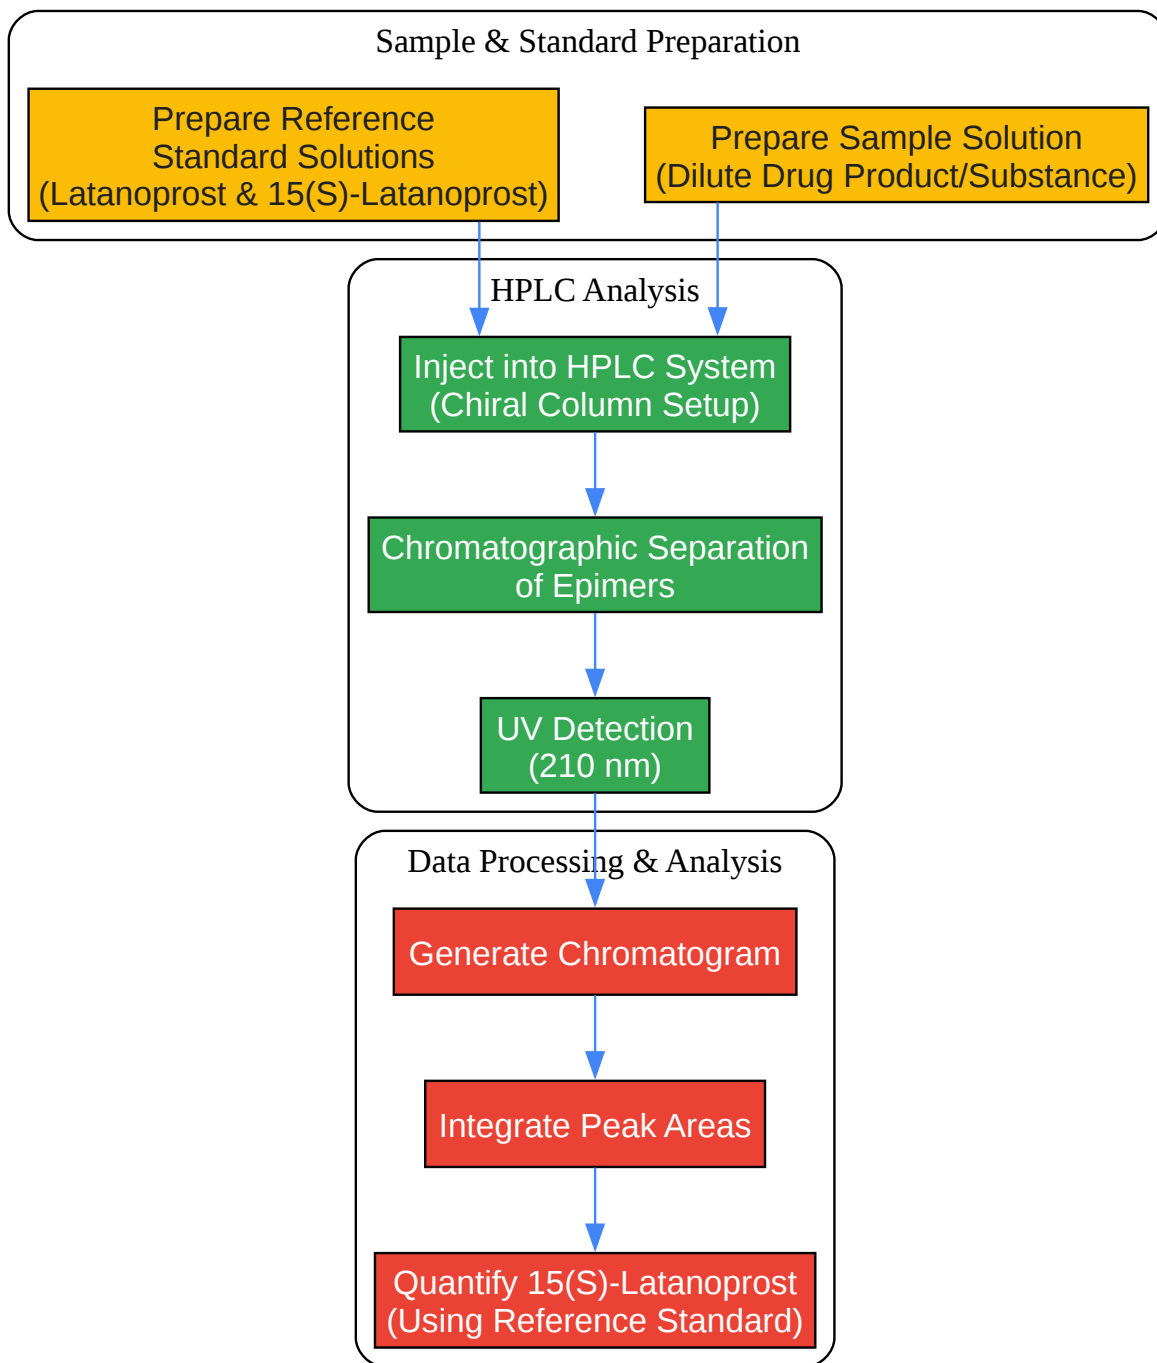 Sample & Standard Preparation
Prepare Reference
Standard Solutions
(Latanoprost & 15(S)-Latanoprost)
Prepare Sample Solution
(Dilute Drug Product/Substance)
HPLC Analysis
Inject into HPLC System
(Chiral Column Setup)
Chromatographic Separation
of Epimers
UV Detection
(210 nm)
Data Processing & Analysis
Generate Chromatogram
Integrate Peak Areas
Quantify 15(S)-Latanoprost
(Using Reference Standard)